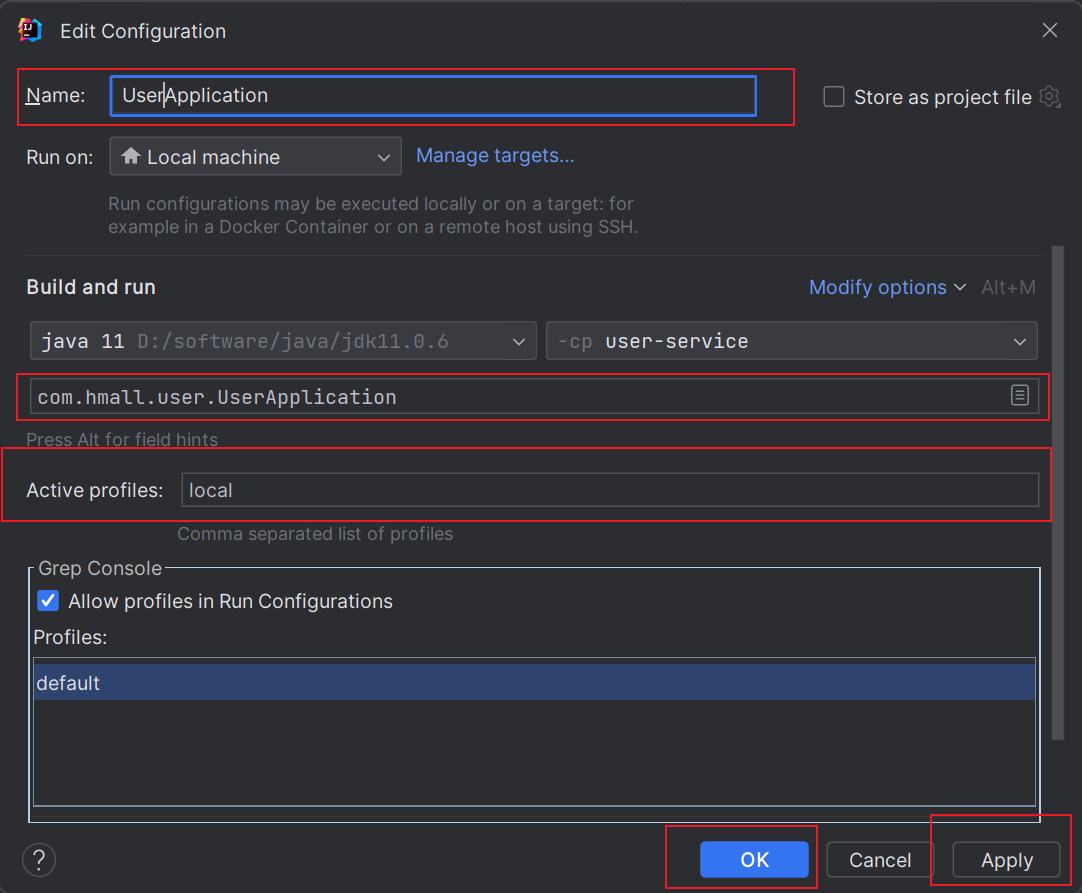 Edit Configuration
Name: UserApplication
Store as project file
Run on: Local machine Manage targets...
Run configurations may be executed locally or on a target: for
example in a Docker Container or on a remote host using SSH.
Build and run
Modify options Alt+M
java 11 D:/software/java/jdk11.0.6
-cp user-service
com.hmall.user.UserApplication
Press Alt for field hints
Active profiles: local
Comma separated list of profiles
Grep Console
Allow profiles in Run Configurations
Profiles:
default
? OK Cancel Apply